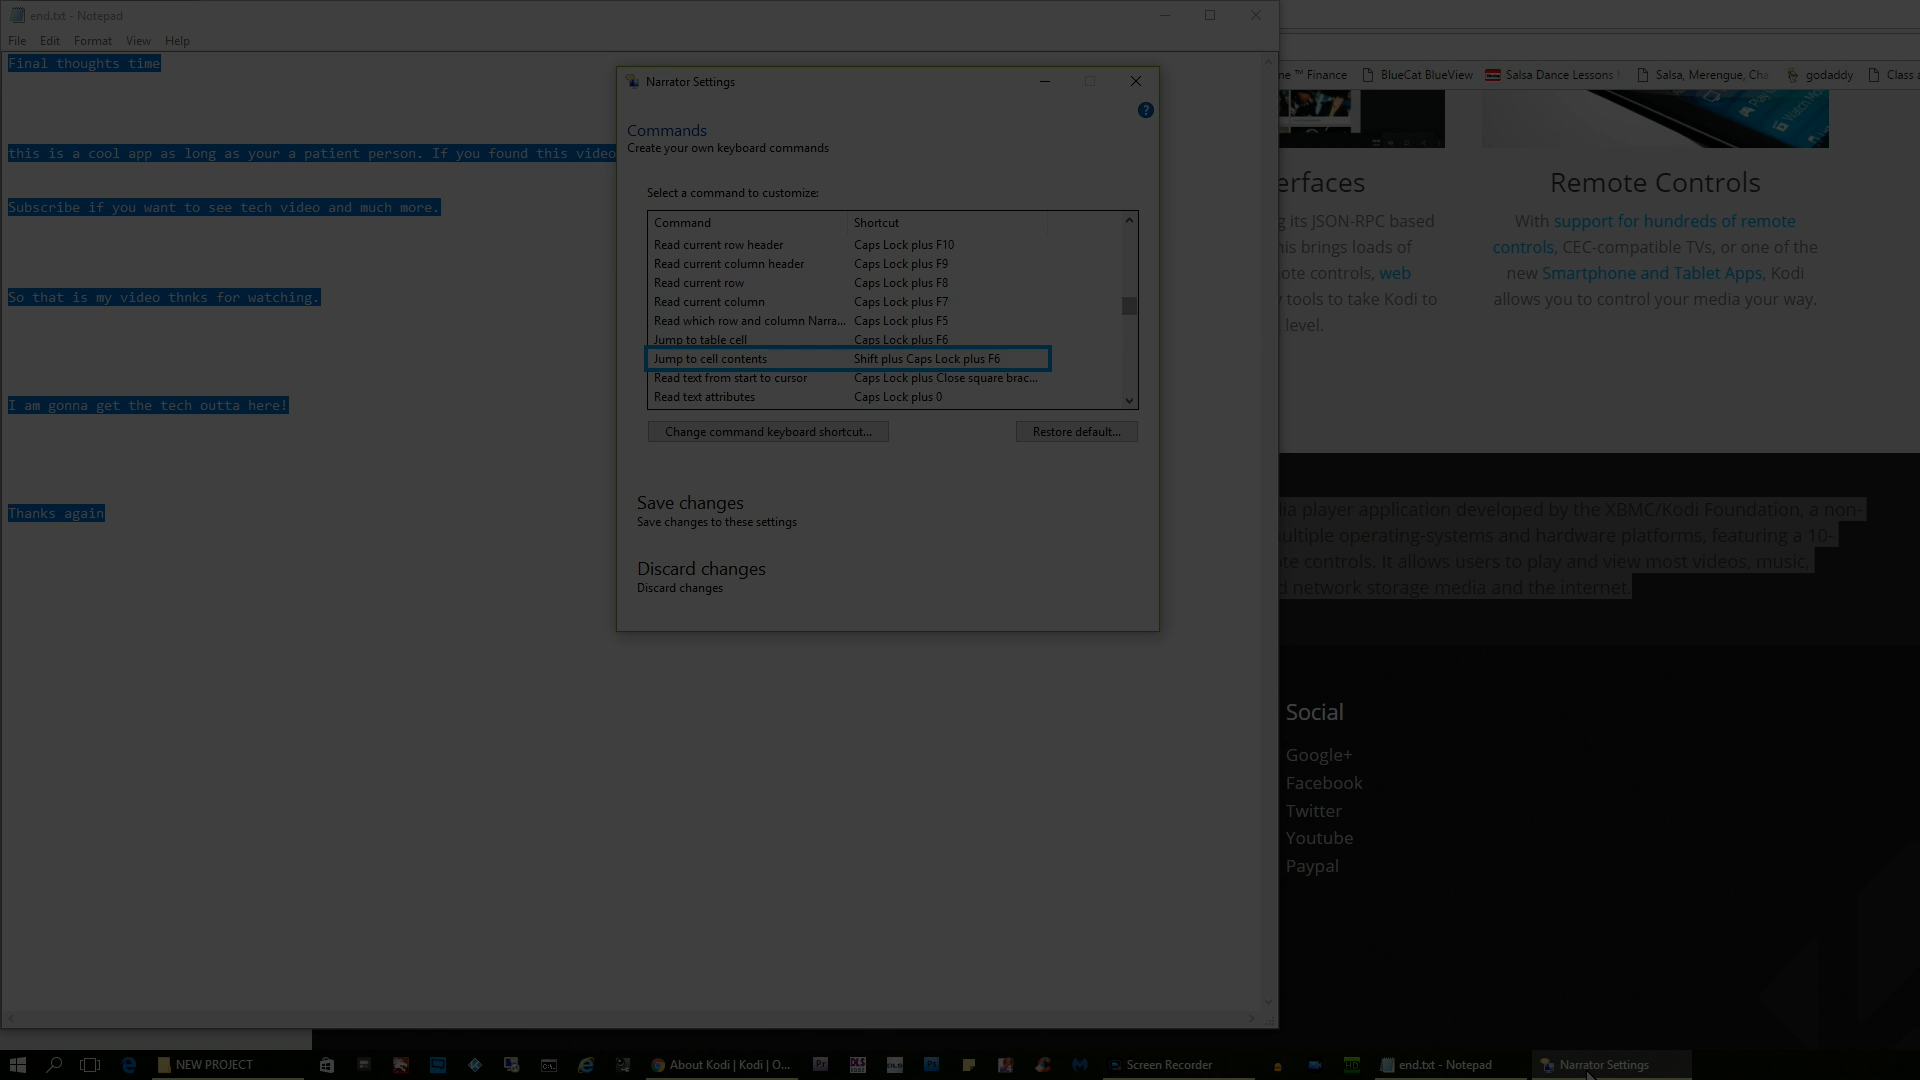 end.txt - Notepad
File Edit Format View Help
Final thoughts time
this is a cool app as long as your a patient person. If you found this video
Subscribe if you want to see tech video and much more.
So that is my video thnks for watching.
I am gonna get the tech outta here!
Thanks again
Narrator Settings
?
Commands
Create your own keyboard commands
Select a command to customize:
Command Shortcut
Read current row header Caps Lock plus F10
Read current column header Caps Lock plus F9
Read current row Caps Lock plus F8
Read current column Caps Lock plus F7
Read which row and column Narra... Caps Lock plus F5
Jump to table cell Caps Lock plus F6
Jump to cell contents Shift plus Caps Lock plus F6
Read text from start to cursor Caps Lock plus Close square brac...
Read text attributes Caps Lock plus 0
Change command keyboard shortcut... Restore default...
Save changes
Save changes to these settings
Discard changes
Discard changes
ne ™ Finance BlueCat BlueView Salsa Dance Lessons Salsa, Merengue, Cha godaddy Class a
erfaces
g its JSON-RPC based
his brings loads of
ote controls, web
y tools to take Kodi to
level.
Remote Controls
With support for hundreds of remote
controls, CEC-compatible TVs, or one of the
new Smartphone and Tablet Apps, Kodi
allows you to control your media your way.
dia player application developed by the XBMC/Kodi Foundation, a non-
ultiple operating-systems and hardware platforms, featuring a 10-
te controls. It allows users to play and view most videos, music,
d network storage media and the internet.
Social
Google+
Facebook
Twitter
Youtube
Paypal
NEW PROJECT About Kodi | Kodi | O... Pr Ps Screen Recorder HD end.txt - Notepad Narrator Settings